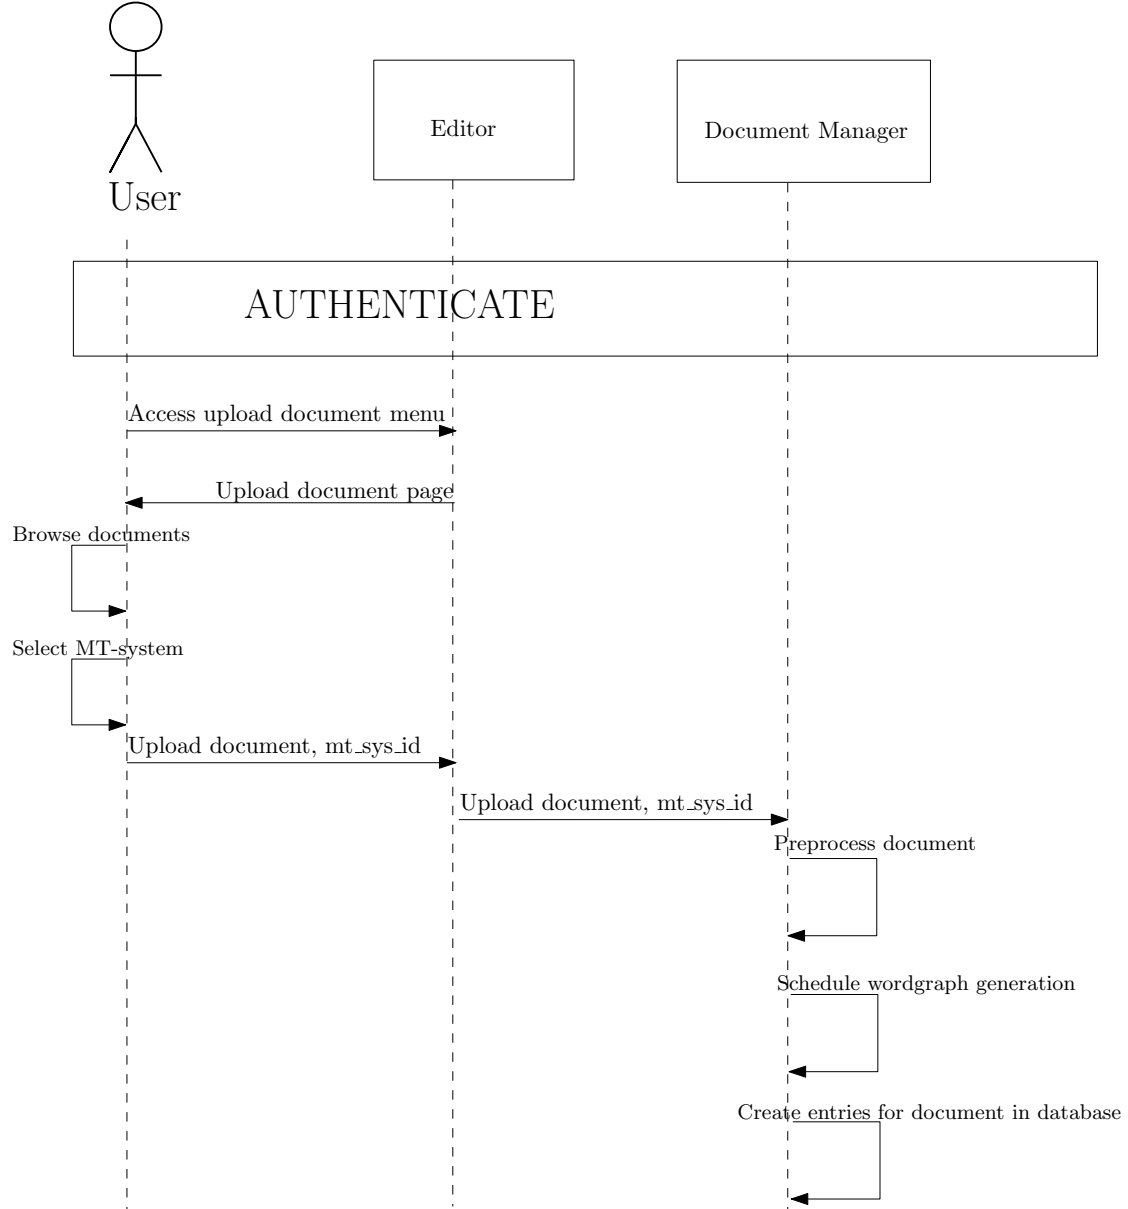 Editor
Document Manager
User
AUTHENTICATE
Access upload document menu
Upload document page
Browse documents
Select MT-system
Upload document, mt_sys_id
Upload document, mt_sys_id
Preprocess document
Schedule wordgraph generation
Create entries for document in database